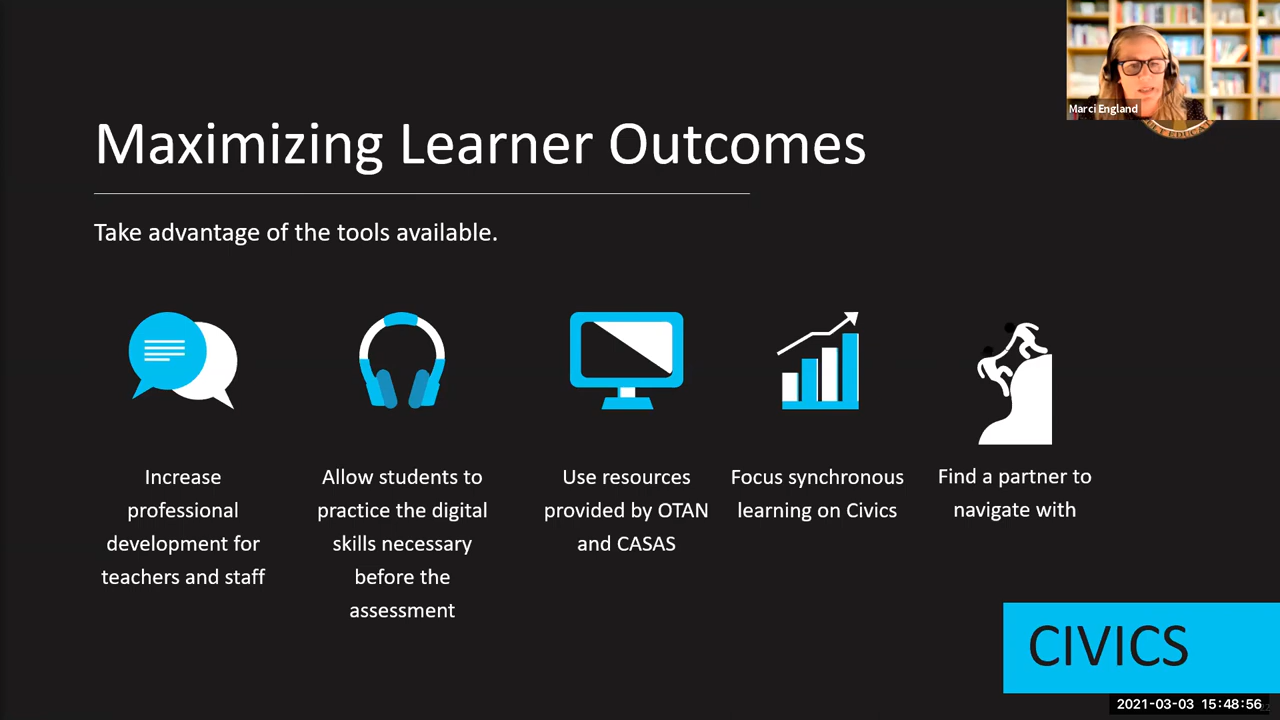 Marci England
Maximizing Learner Outcomes
Take advantage of the tools available.
Increase
professional
development for
teachers and staff
Allow students to
practice the digital
skills necessary
before the
assessment
Use resources
provided by OTAN
and CASAS
Focus synchronous
learning on Civics
Find a partner to
navigate with
CIVICS
2021-03-03 15:48:56